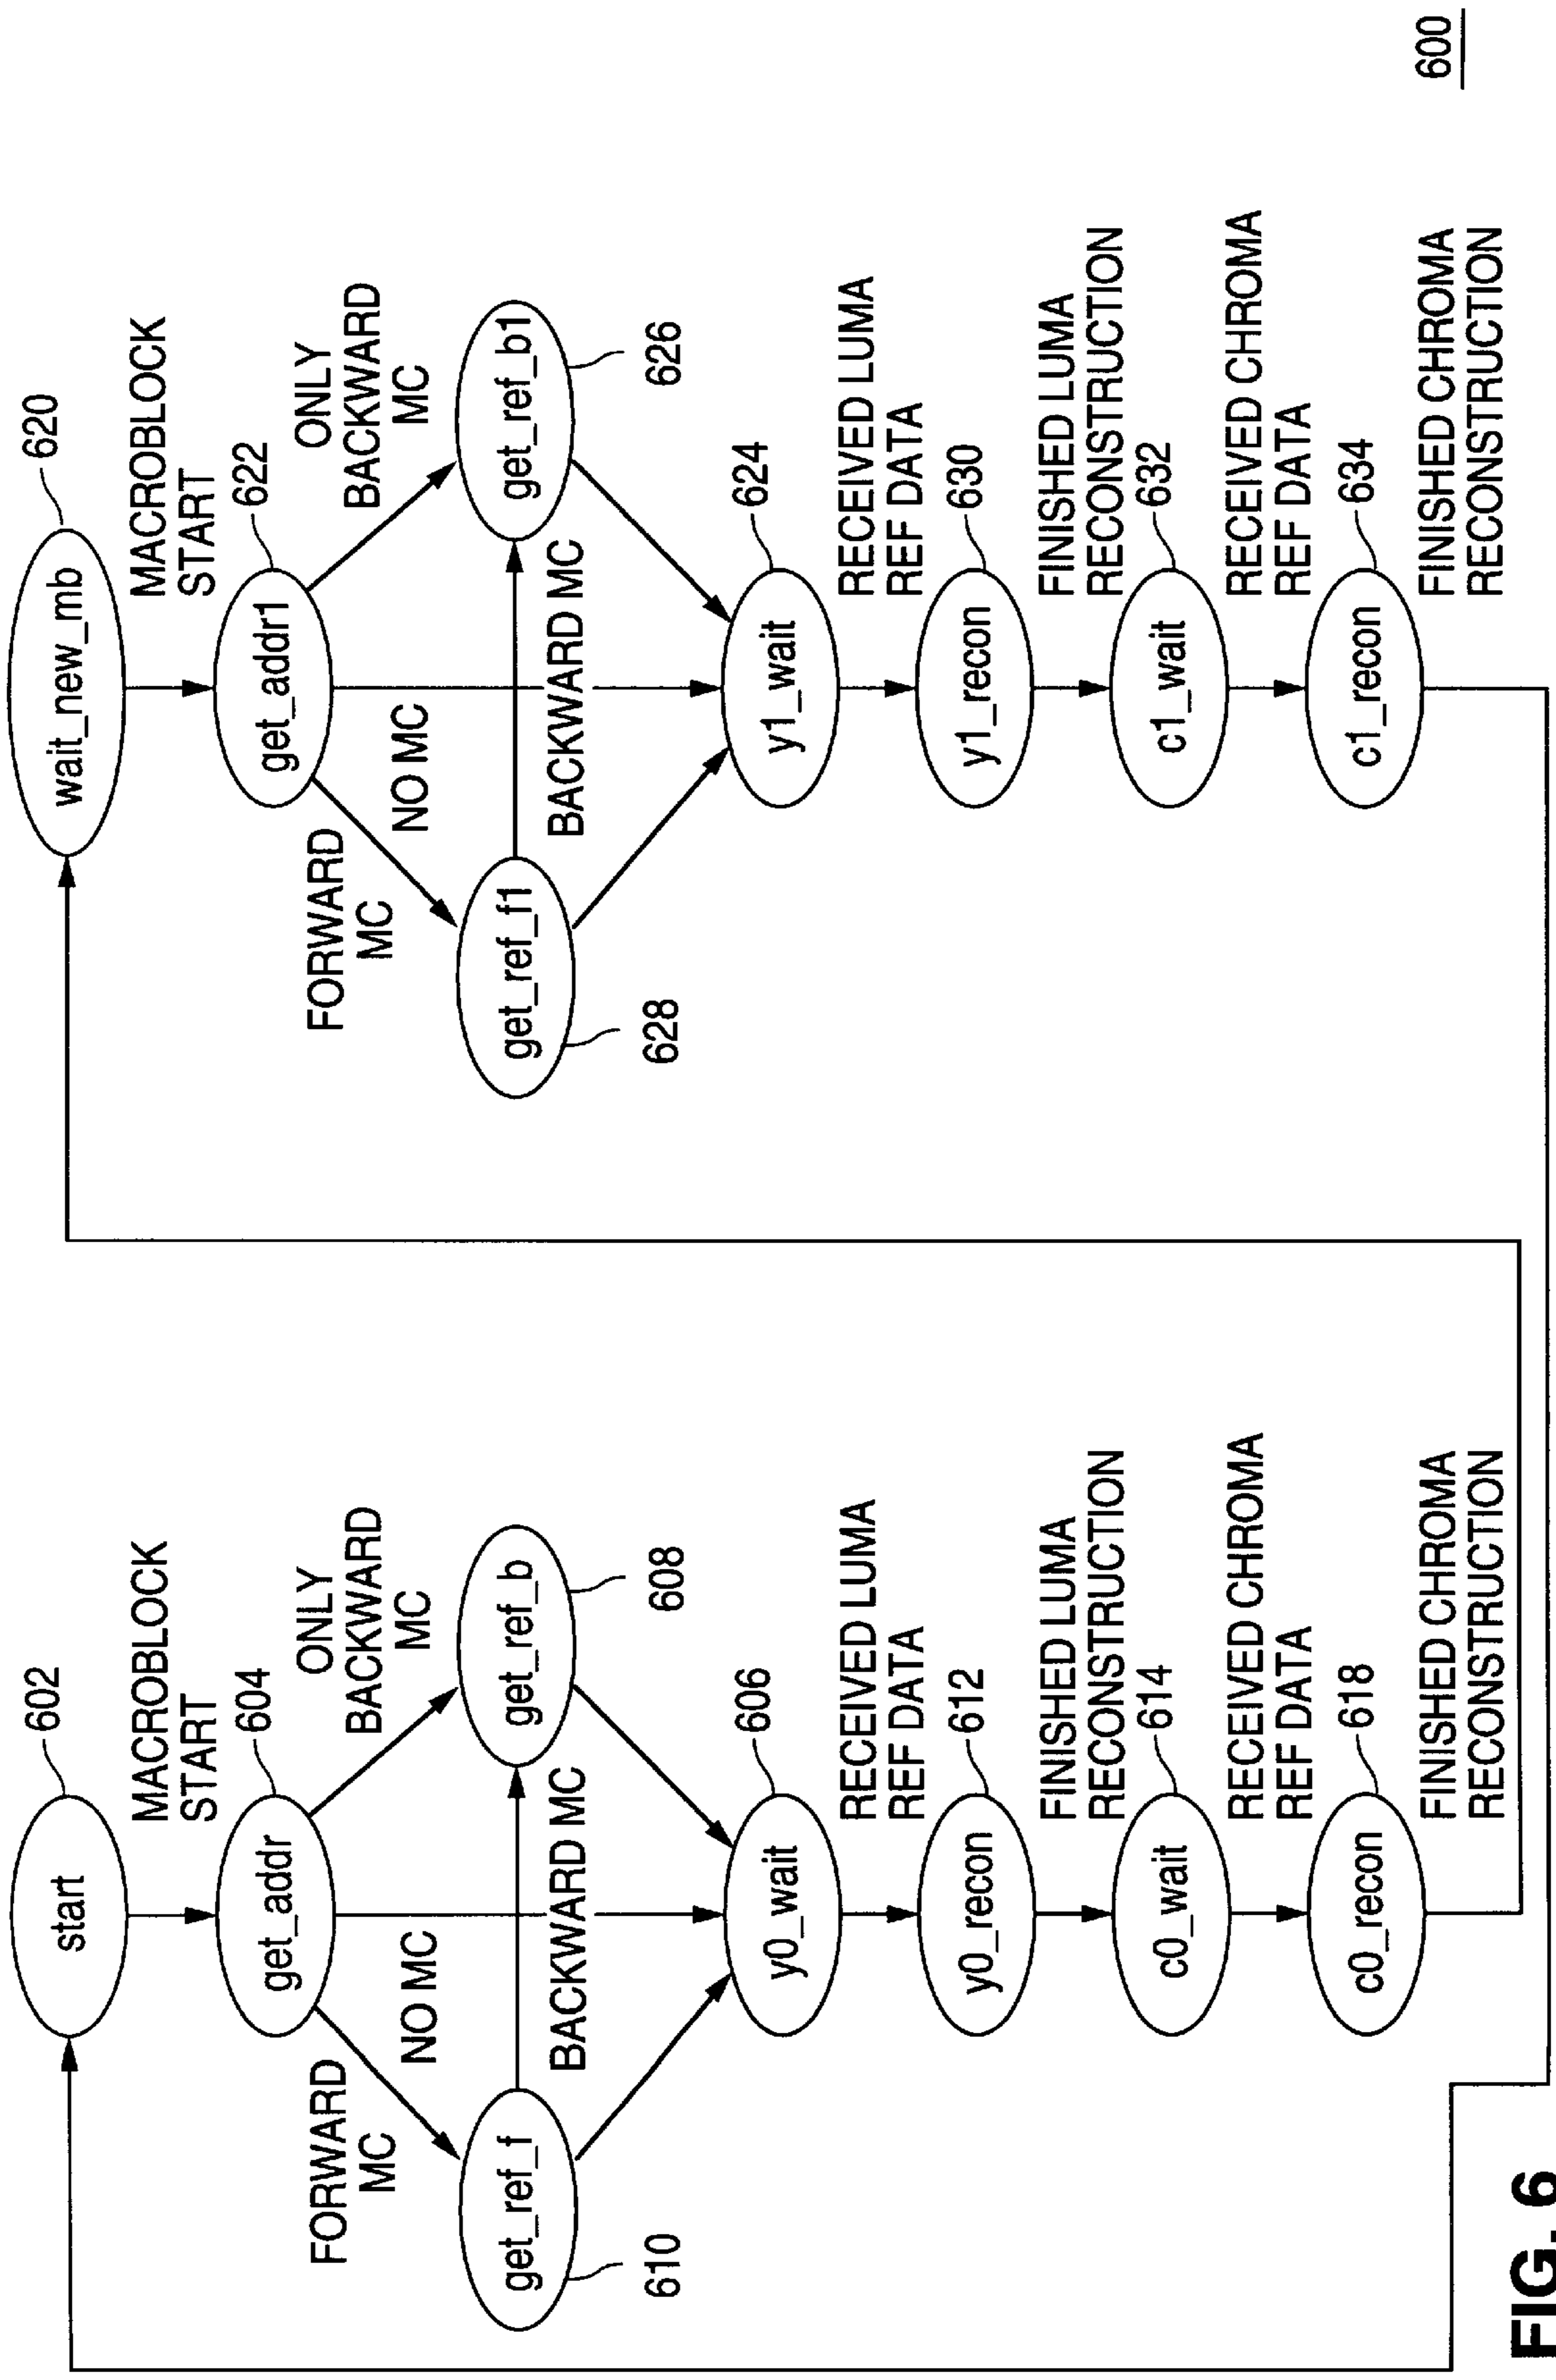 602
start
MACROBLOCK
START
604
get_addr
FORWARD
MC
NO MC
ONLY
BACKWARD
MC
get_ref_f
610
BACKWARD MC
get_ref_b
608
606
y0_wait
RECEIVED LUMA
REF DATA
612
y0_recon
FINISHED LUMA
RECONSTRUCTION
614
c0_wait
RECEIVED CHROMA
REF DATA
618
c0_recon
FINISHED CHROMA
RECONSTRUCTION
620
wait_new_mb
MACROBLOCK
START
622
get_addr1
FORWARD
MC
NO MC
ONLY
BACKWARD
MC
get_ref_f1
628
BACKWARD MC
get_ref_b1
626
624
y1_wait
RECEIVED LUMA
REF DATA
630
y1_recon
FINISHED LUMA
RECONSTRUCTION
632
c1_wait
RECEIVED CHROMA
REF DATA
634
c1_recon
FINISHED CHROMA
RECONSTRUCTION
600
FIG. 6